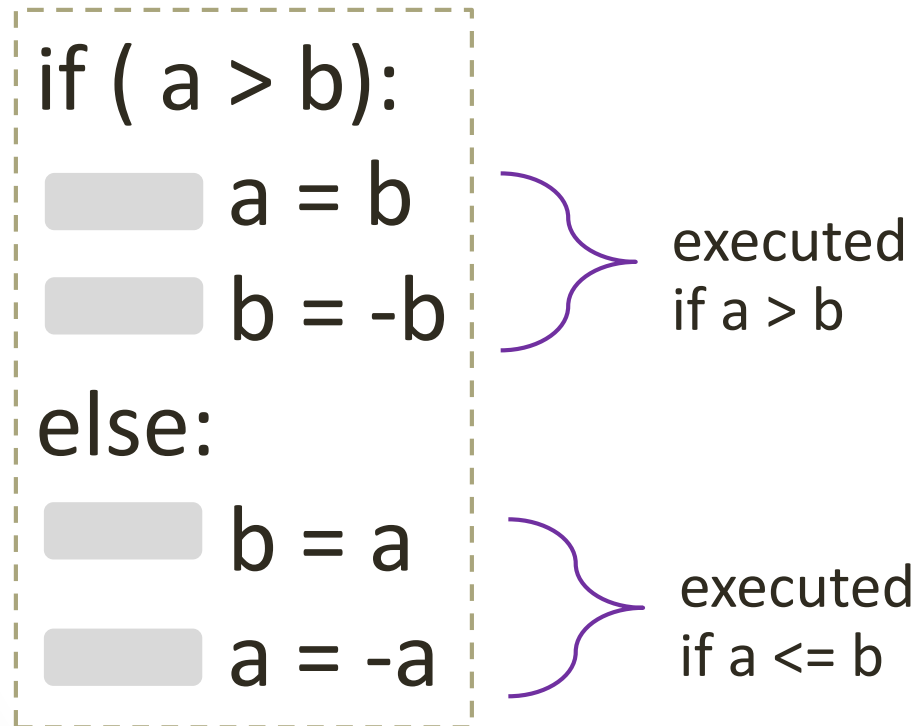 if ( a > b):
a = b
b = -b
executed
if a > b
else:
b = a
a = -a
executed
if a <= b